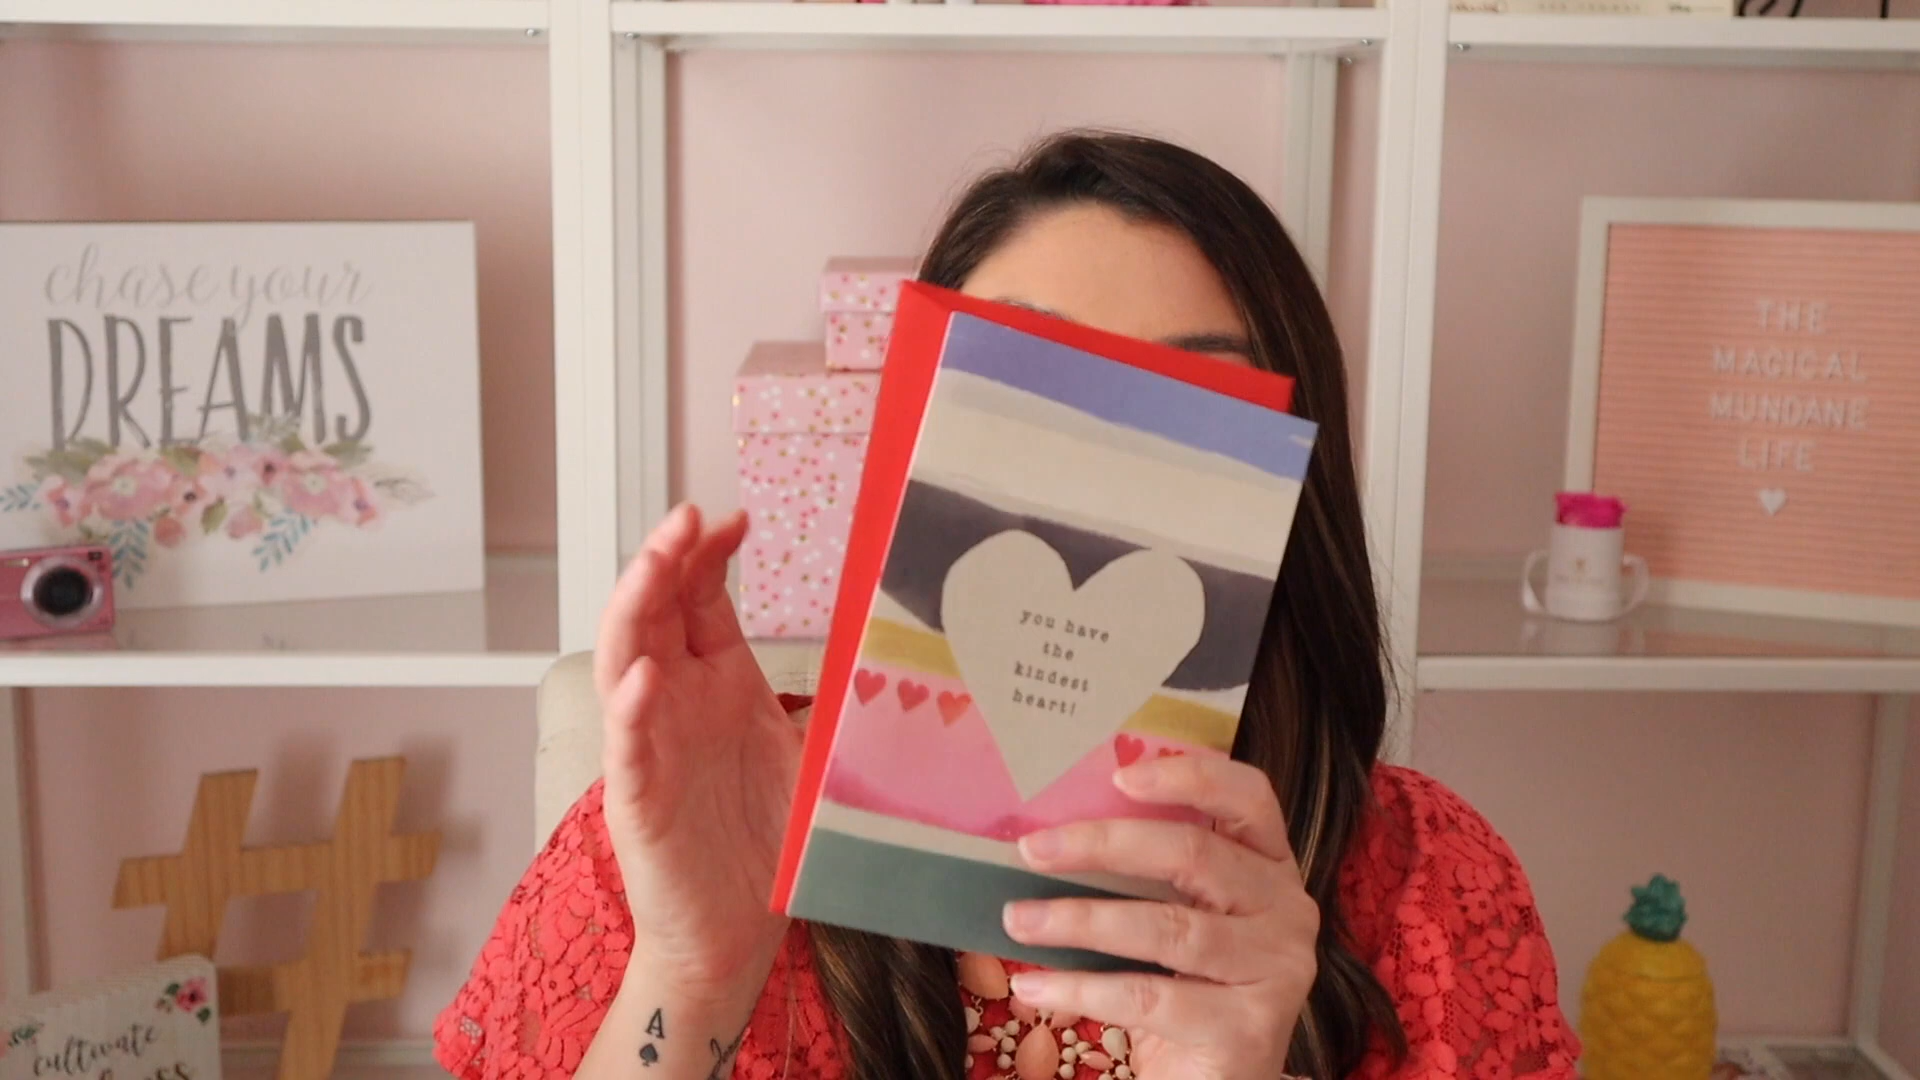 chase your
DREAMS
you have
the
kindest
heart!
THE
MAGICAL
MUNDANE
LIFE
cultivate
A